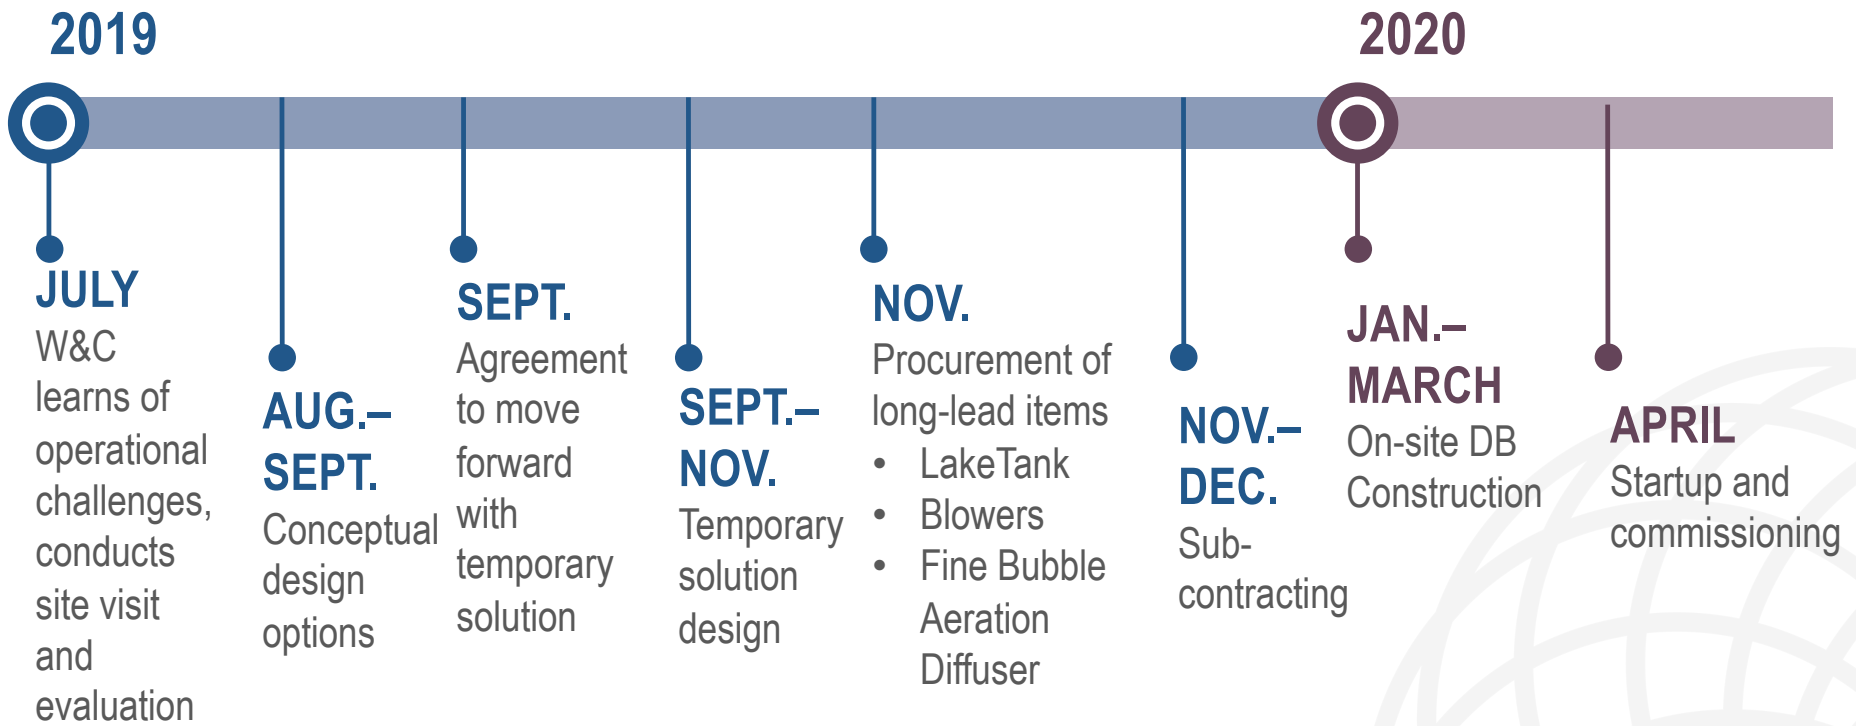 2019
2020
JULY
W&C
learns of
operational
challenges,
conducts
site visit
and
evaluation
AUG.–
SEPT.
Conceptual
design
options
SEPT.
Agreement
to move
forward
with
temporary
solution
SEPT.–
NOV.
Temporary
solution
design
NOV.
Procurement of
long-lead items
• LakeTank
• Blowers
• Fine Bubble
Aeration
Diffuser
NOV.–
DEC.
Sub-
contracting
JAN.–
MARCH
On-site DB
Construction
APRIL
Startup and
commissioning